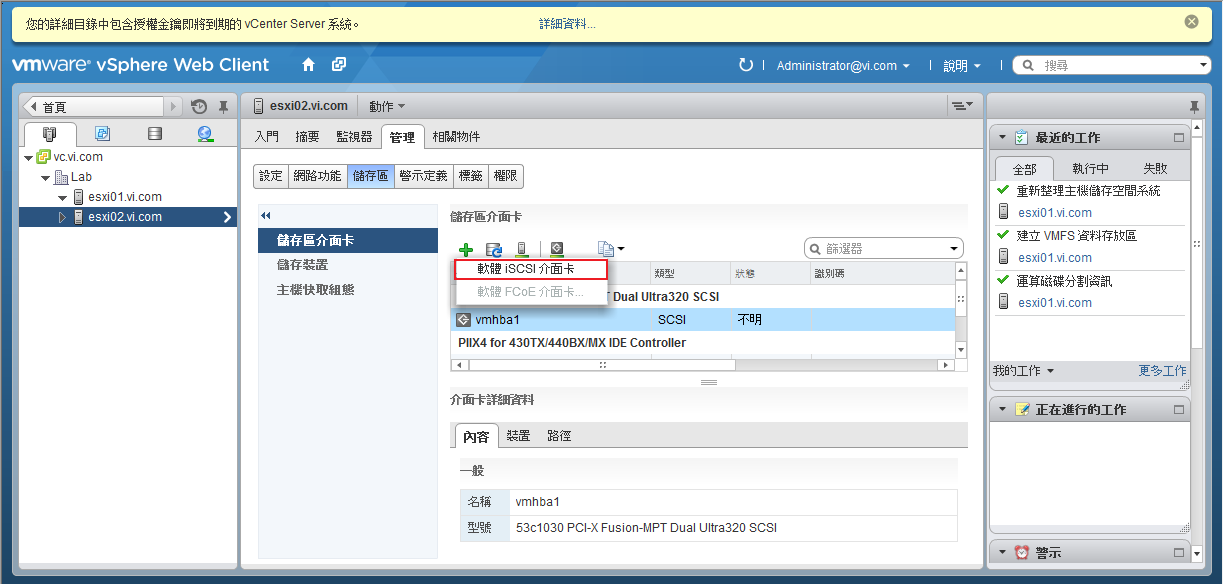 您的詳細目錄中包含授權金鑰即將到期的 vCenter Server 系統。 詳細資料...
vmware® vSphere Web Client
Administrator@vi.com
說明
搜尋
首頁
vc.vi.com
Lab
esxi01.vi.com
esxi02.vi.com
esxi02.vi.com 動作
入門 摘要 監視器 管理 相關物件
設定 網路功能 儲存區 警示定義 標籤 權限
儲存區介面卡
儲存裝置
主機快取組態
儲存區介面卡
篩選器
軟體 iSCSI 介面卡
軟體 FCoE 介面卡...
類型 狀態 識別碼
T Dual Ultra320 SCSI
vmhba1 SCSI 不明
PIIX4 for 430TX/440BX/MX IDE Controller
介面卡詳細資料
內容 裝置 路徑
一般
名稱 vmhba1
型號 53c1030 PCI-X Fusion-MPT Dual Ultra320 SCSI
最近的工作
全部 執行中 失敗
重新整理主機儲存空間系統
esxi01.vi.com
建立 VMFS 資料存放區
esxi01.vi.com
運算磁碟分割資訊
esxi01.vi.com
我的工作 更多工作
正在進行的工作
警示